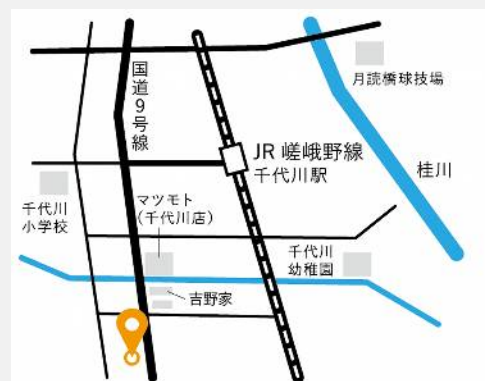 国道9号線
月読橋球技場
JR 嵯峨野線
千代川駅
桂川
千代川
小学校
マツモト
(千代川店)
千代川
幼稚園
吉野家